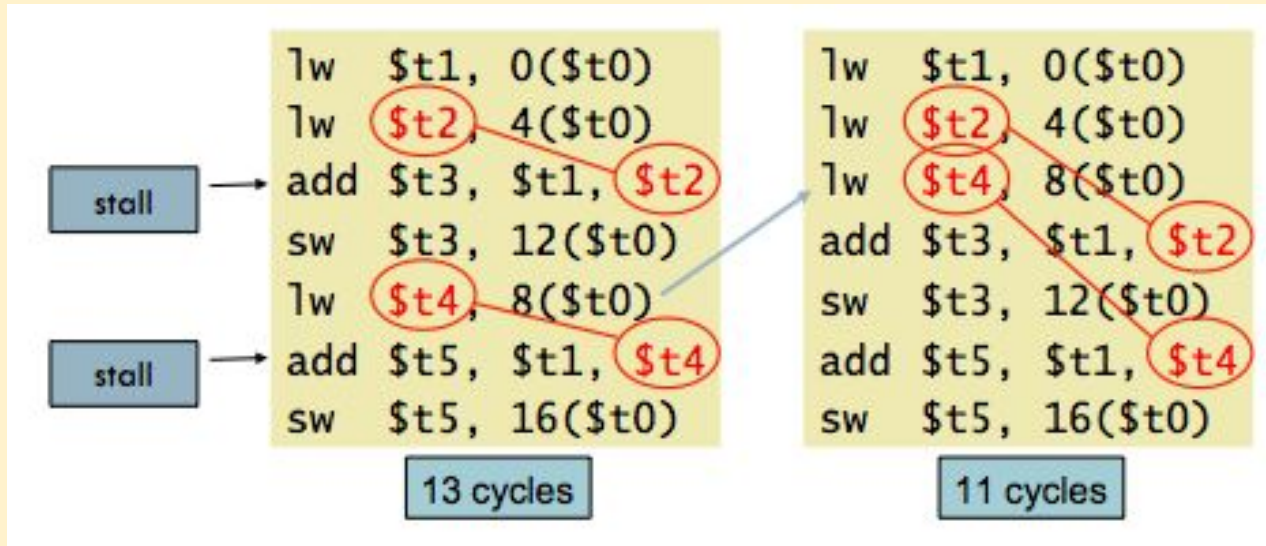 lw $t1, 0($t0)
lw $t2, 4($t0)
stall
add $t3, $t1, $t2
sw $t3, 12($t0)
lw $t4, 8($t0)
stall
add $t5, $t1, $t4
sw $t5, 16($t0)
13 cycles
lw $t1, 0($t0)
lw $t2, 4($t0)
lw $t4, 8($t0)
add $t3, $t1, $t2
sw $t3, 12($t0)
add $t5, $t1, $t4
sw $t5, 16($t0)
11 cycles